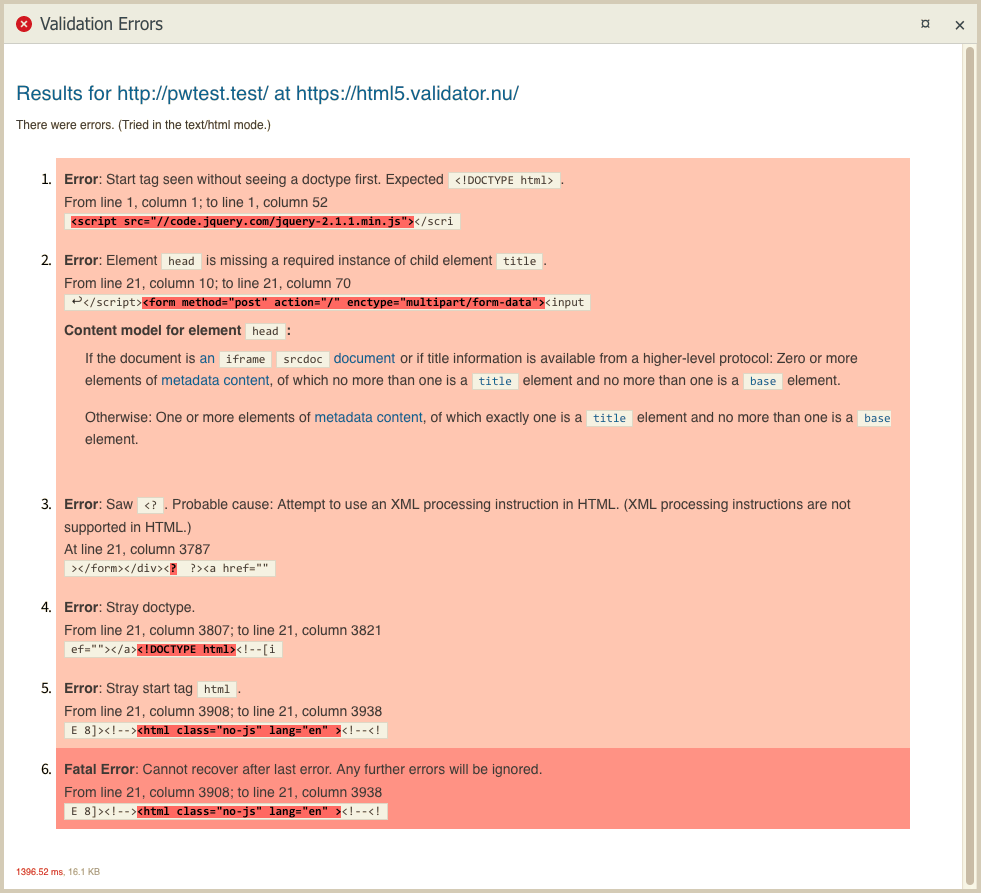 Validation Errors
Results for http://pwtest.test/ at https://html5.validator.nu/
There were errors. (Tried in the text/html mode.)
1. Error: Start tag seen without seeing a doctype first. Expected <!DOCTYPE html> .
From line 1, column 1; to line 1, column 52
<script src="//code.jquery.com/jquery-2.1.1.min.js"></scri
2. Error: Element head is missing a required instance of child element title .
From line 21, column 10; to line 21, column 70
↩</script><form method="post" action="/" enctype="multipart/form-data"><input
Content model for element head :
If the document is an iframe srcdoc document or if title information is available from a higher-level protocol: Zero or more
elements of metadata content, of which no more than one is a title element and no more than one is a base element.
Otherwise: One or more elements of metadata content, of which exactly one is a title element and no more than one is a base
element.
3. Error: Saw <? . Probable cause: Attempt to use an XML processing instruction in HTML. (XML processing instructions are not
supported in HTML.)
At line 21, column 3787
></form></div><? ?><a href=""
4. Error: Stray doctype.
From line 21, column 3807; to line 21, column 3821
ef=""></a><!DOCTYPE html><!--[i
5. Error: Stray start tag html .
From line 21, column 3908; to line 21, column 3938
E 8]><!--><html class="no-js" lang="en" ><!--<!
6. Fatal Error: Cannot recover after last error. Any further errors will be ignored.
From line 21, column 3908; to line 21, column 3938
E 8]><!--><html class="no-js" lang="en" ><!--<!
1396.52 ms, 16.1 KB